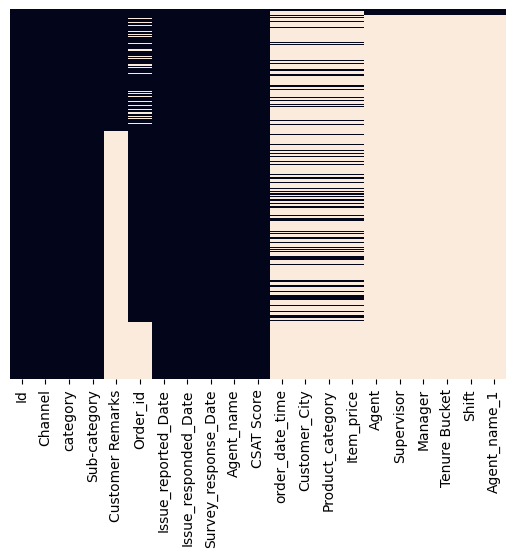 Id
Channel
category
Sub-category
Customer Remarks
Order_id
Issue_reported_Date
Issue_responded_Date
Survey_response_Date
Agent_name
CSAT Score
order_date_time
Customer_City
Product_category
Item_price
Agent
Supervisor
Manager
Tenure Bucket
Shift
Agent_name_1